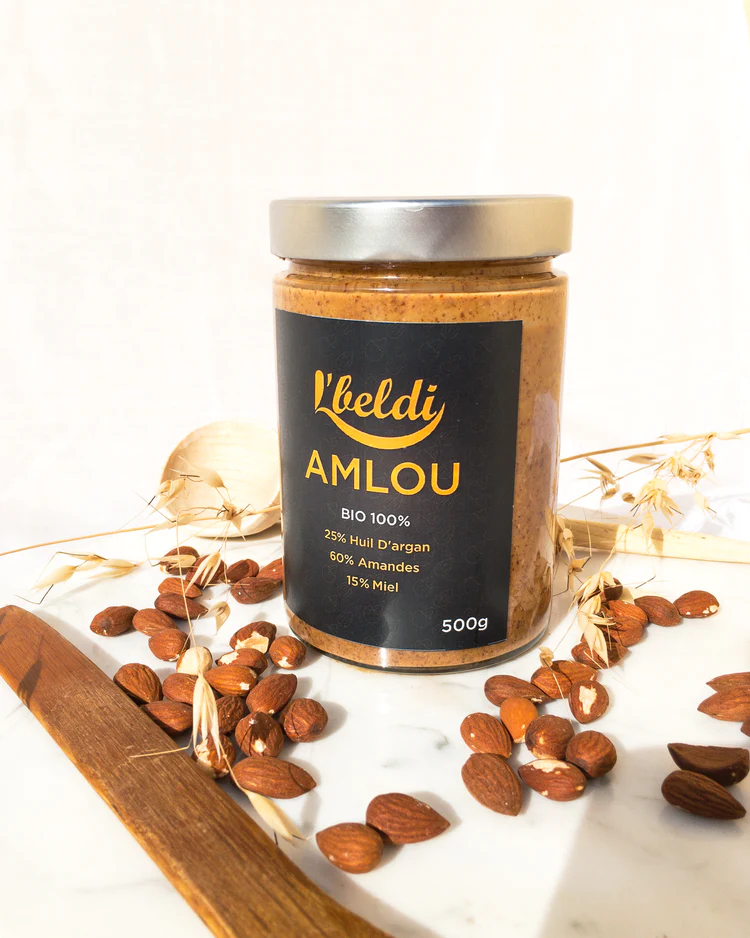 L'beldi
AMLOU
BIO 100%
25% Huil D'argan
60% Amandes
15% Miel
500g